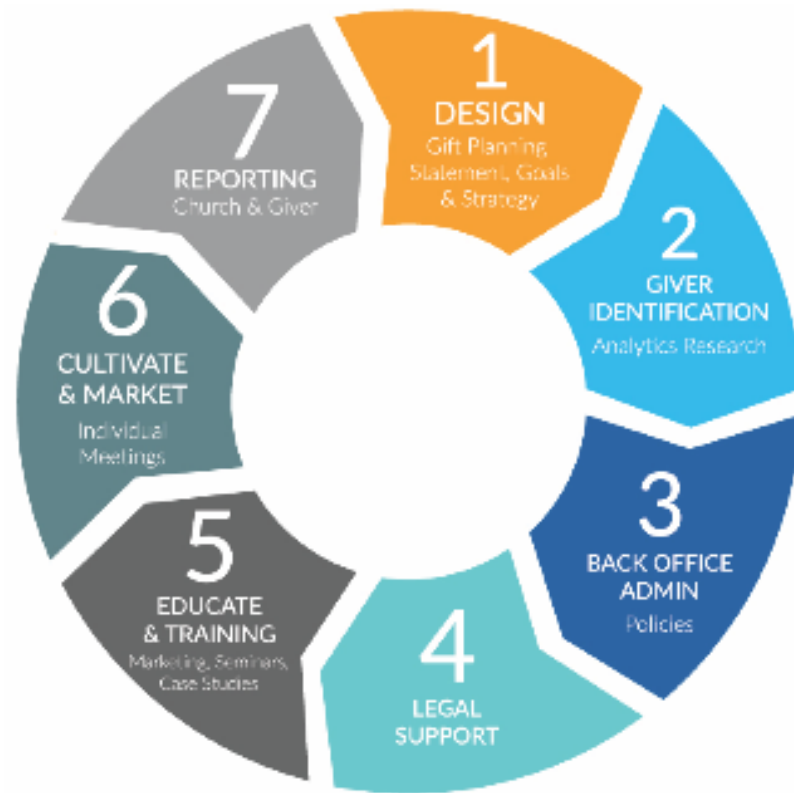 1
DESIGN
Gift Planning
Statement, Goals
& Strategy
2
GIVER
IDENTIFICATION
Analytics Research
3
BACK OFFICE
ADMIN
Policies
4
LEGAL
SUPPORT
5
EDUCATE
& TRAINING
Marketing, Seminars,
Case Studies
6
CULTIVATE
& MARKET
Individual
Meetings
7
REPORTING
Church & Giver